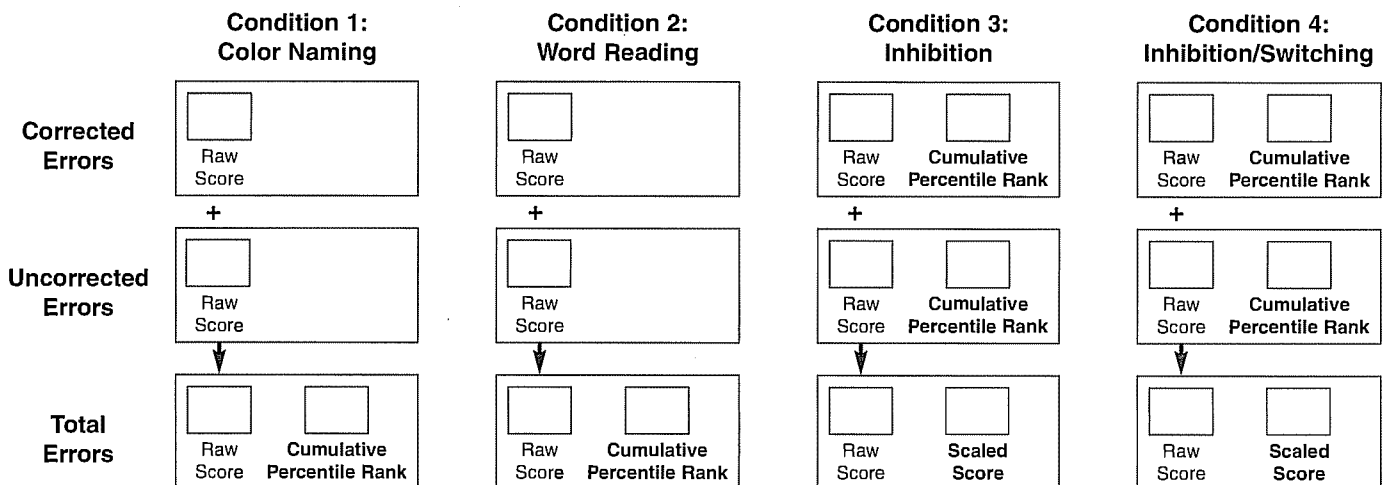 Condition 1: Condition 2: Condition 3: Condition 4:
Color Naming Word Reading Inhibition Inhibition/Switching
Corrected
Errors
Raw Raw Raw Cumulative Raw Cumulative
Score Score Score Percentile Rank Score Percentile Rank
+ + + +
Uncorrected
Errors
Raw Raw Raw Cumulative Raw Cumulative
Score Score Score Percentile Rank Score Percentile Rank
Total
Errors
Raw Cumulative Raw Cumulative Raw Scaled Raw Scaled
Score Percentile Rank Score Percentile Rank Score Score Score Score